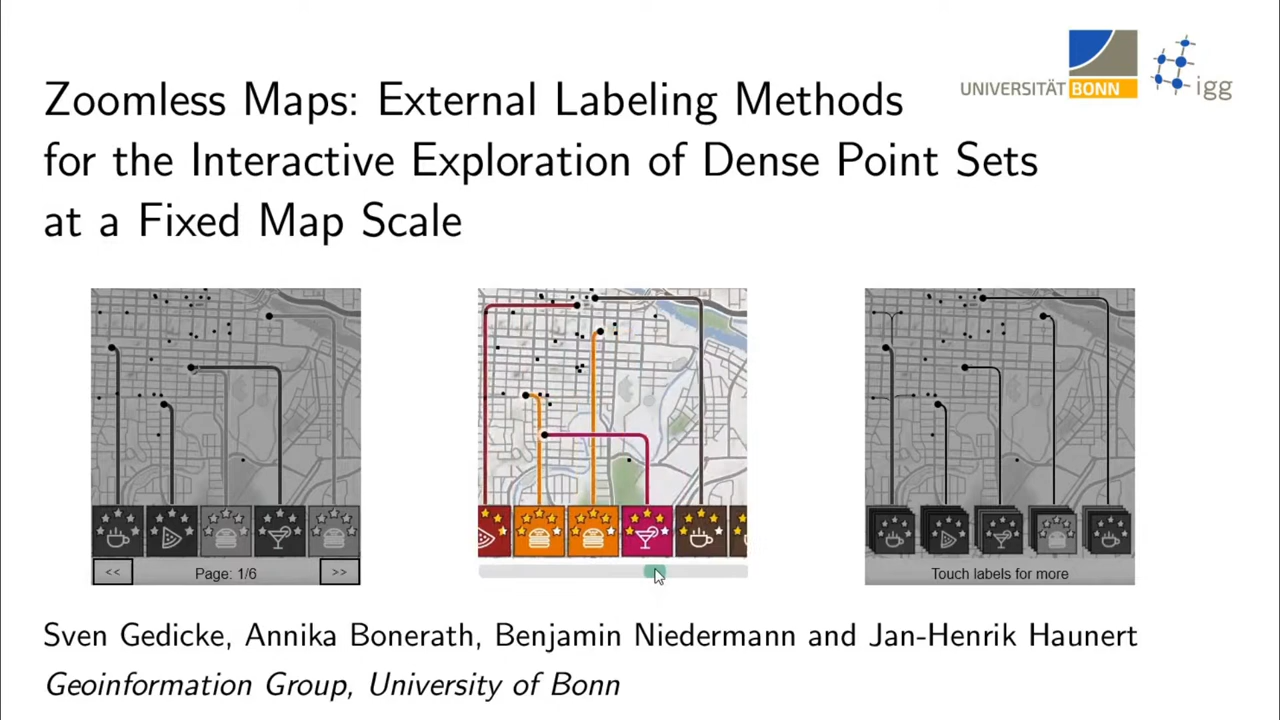 UNIVERSITÄT BONN
igg
Zoomless Maps: External Labeling Methods
for the Interactive Exploration of Dense Point Sets
at a Fixed Map Scale
<< Page: 1/6 >>
Touch labels for more
Sven Gedicke, Annika Bonerath, Benjamin Niedermann and Jan-Henrik Haunert
Geoinformation Group, University of Bonn